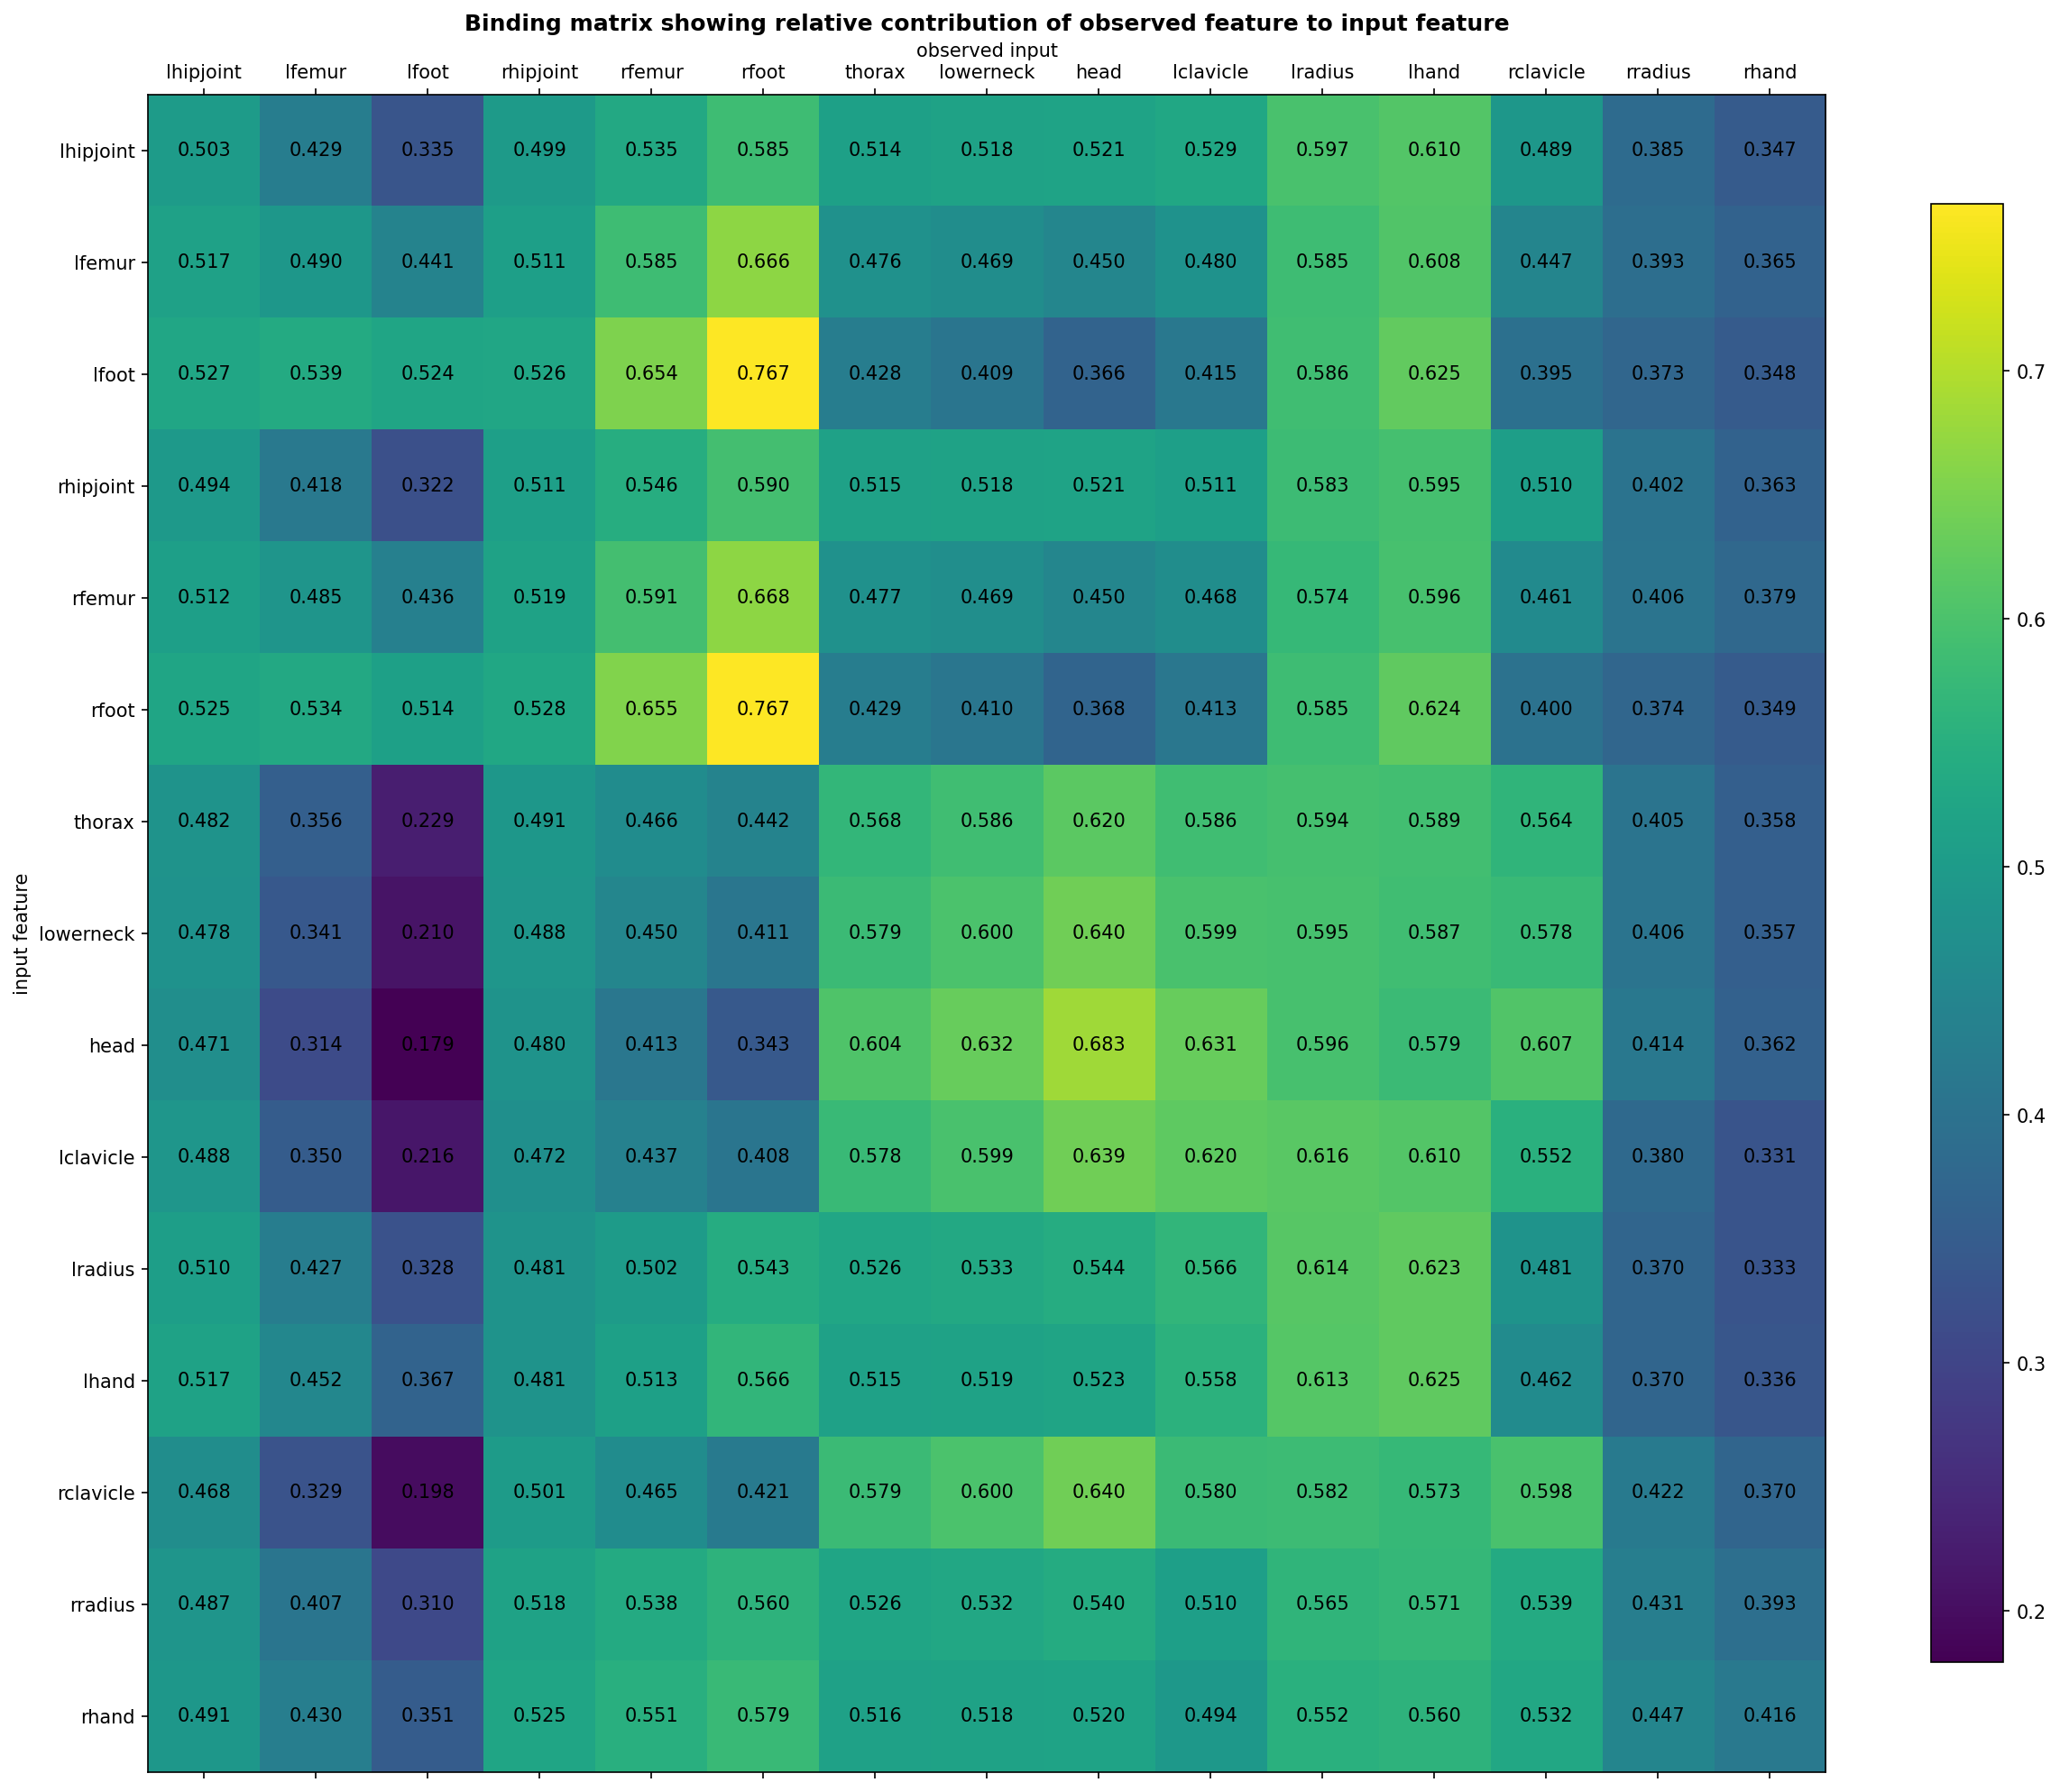 Binding matrix showing relative contribution of observed feature to input feature
observed input
lhipjoint lfemur lfoot rhipjoint rfemur rfoot thorax lowerneck head lclavicle lradius lhand rclavicle rradius rhand
lhipjoint 0.503 0.429 0.335 0.499 0.535 0.585 0.514 0.518 0.521 0.529 0.597 0.610 0.489 0.385 0.347
lfemur 0.517 0.490 0.441 0.511 0.585 0.666 0.476 0.469 0.450 0.480 0.585 0.608 0.447 0.393 0.365
lfoot 0.527 0.539 0.524 0.526 0.654 0.767 0.428 0.409 0.366 0.415 0.586 0.625 0.395 0.373 0.348
0.7
rhipjoint 0.494 0.418 0.322 0.511 0.546 0.590 0.515 0.518 0.521 0.511 0.583 0.595 0.510 0.402 0.363
rfemur 0.512 0.485 0.436 0.519 0.591 0.668 0.477 0.469 0.450 0.468 0.574 0.596 0.461 0.406 0.379
0.6
rfoot 0.525 0.534 0.514 0.528 0.655 0.767 0.429 0.410 0.368 0.413 0.585 0.624 0.400 0.374 0.349
thorax 0.482 0.356 0.229 0.491 0.466 0.442 0.568 0.586 0.620 0.586 0.594 0.589 0.564 0.405 0.358
0.5
input feature
lowerneck 0.478 0.341 0.210 0.488 0.450 0.411 0.579 0.600 0.640 0.599 0.595 0.587 0.578 0.406 0.357
head 0.471 0.314 0.179 0.480 0.413 0.343 0.604 0.632 0.683 0.631 0.596 0.579 0.607 0.414 0.362
0.4
lclavicle 0.488 0.350 0.216 0.472 0.437 0.408 0.578 0.599 0.639 0.620 0.616 0.610 0.552 0.380 0.331
lradius 0.510 0.427 0.328 0.481 0.502 0.543 0.526 0.533 0.544 0.566 0.614 0.623 0.481 0.370 0.333
0.3
lhand 0.517 0.452 0.367 0.481 0.513 0.566 0.515 0.519 0.523 0.558 0.613 0.625 0.462 0.370 0.336
rclavicle 0.468 0.329 0.198 0.501 0.465 0.421 0.579 0.600 0.640 0.580 0.582 0.573 0.598 0.422 0.370
rradius 0.487 0.407 0.310 0.518 0.538 0.560 0.526 0.532 0.540 0.510 0.565 0.571 0.539 0.431 0.393
0.2
rhand 0.491 0.430 0.351 0.525 0.551 0.579 0.516 0.518 0.520 0.494 0.552 0.560 0.532 0.447 0.416